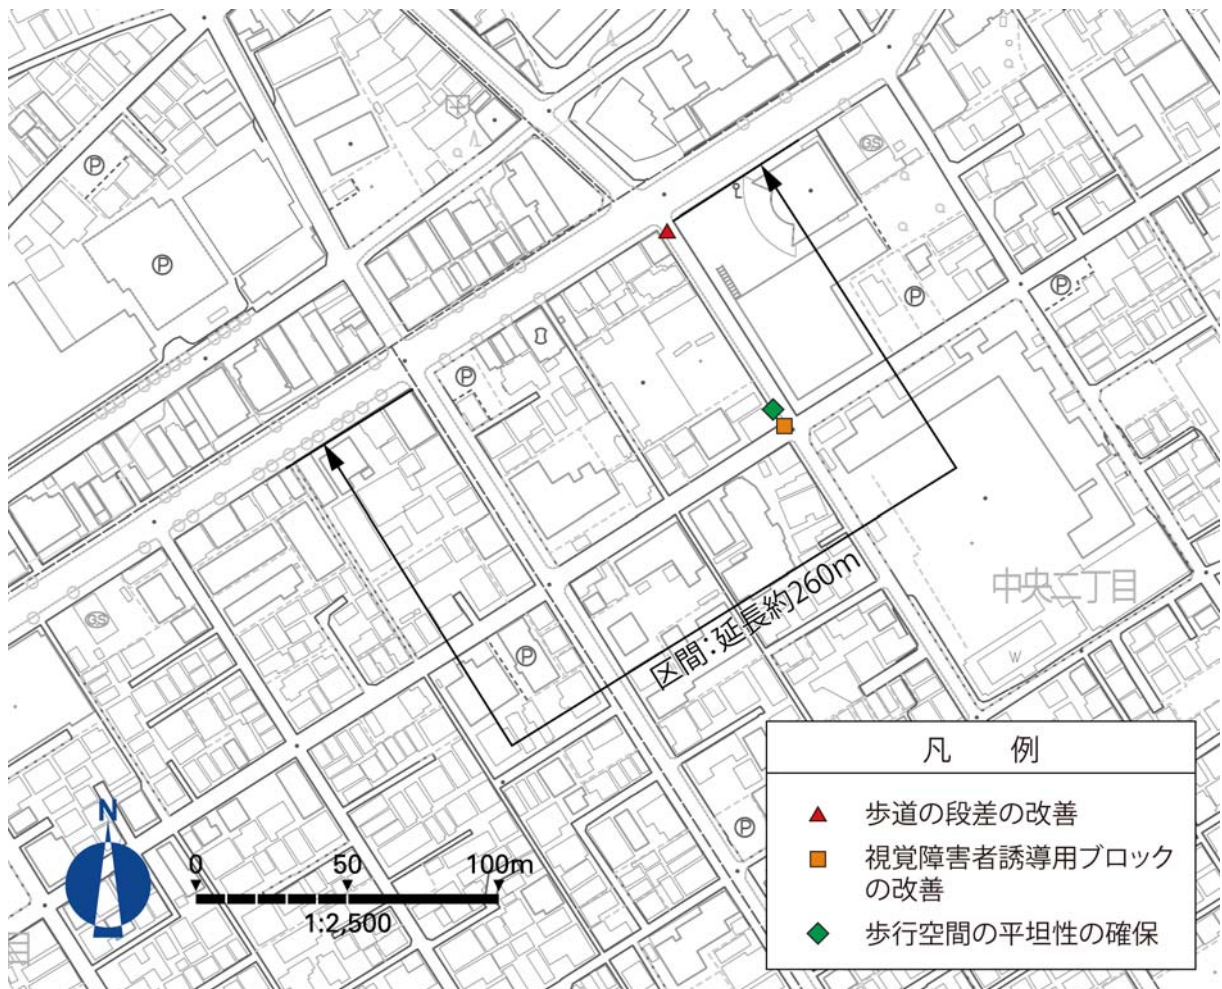 GS
P
P
P
P
P
区間：延長約260m
中央二丁目
GS
P
W
凡　例
歩道の段差の改善
視覚障害者誘導用ブロック
の改善
歩行空間の平坦性の確保
P
N
0 50 100m
1:2,500
目